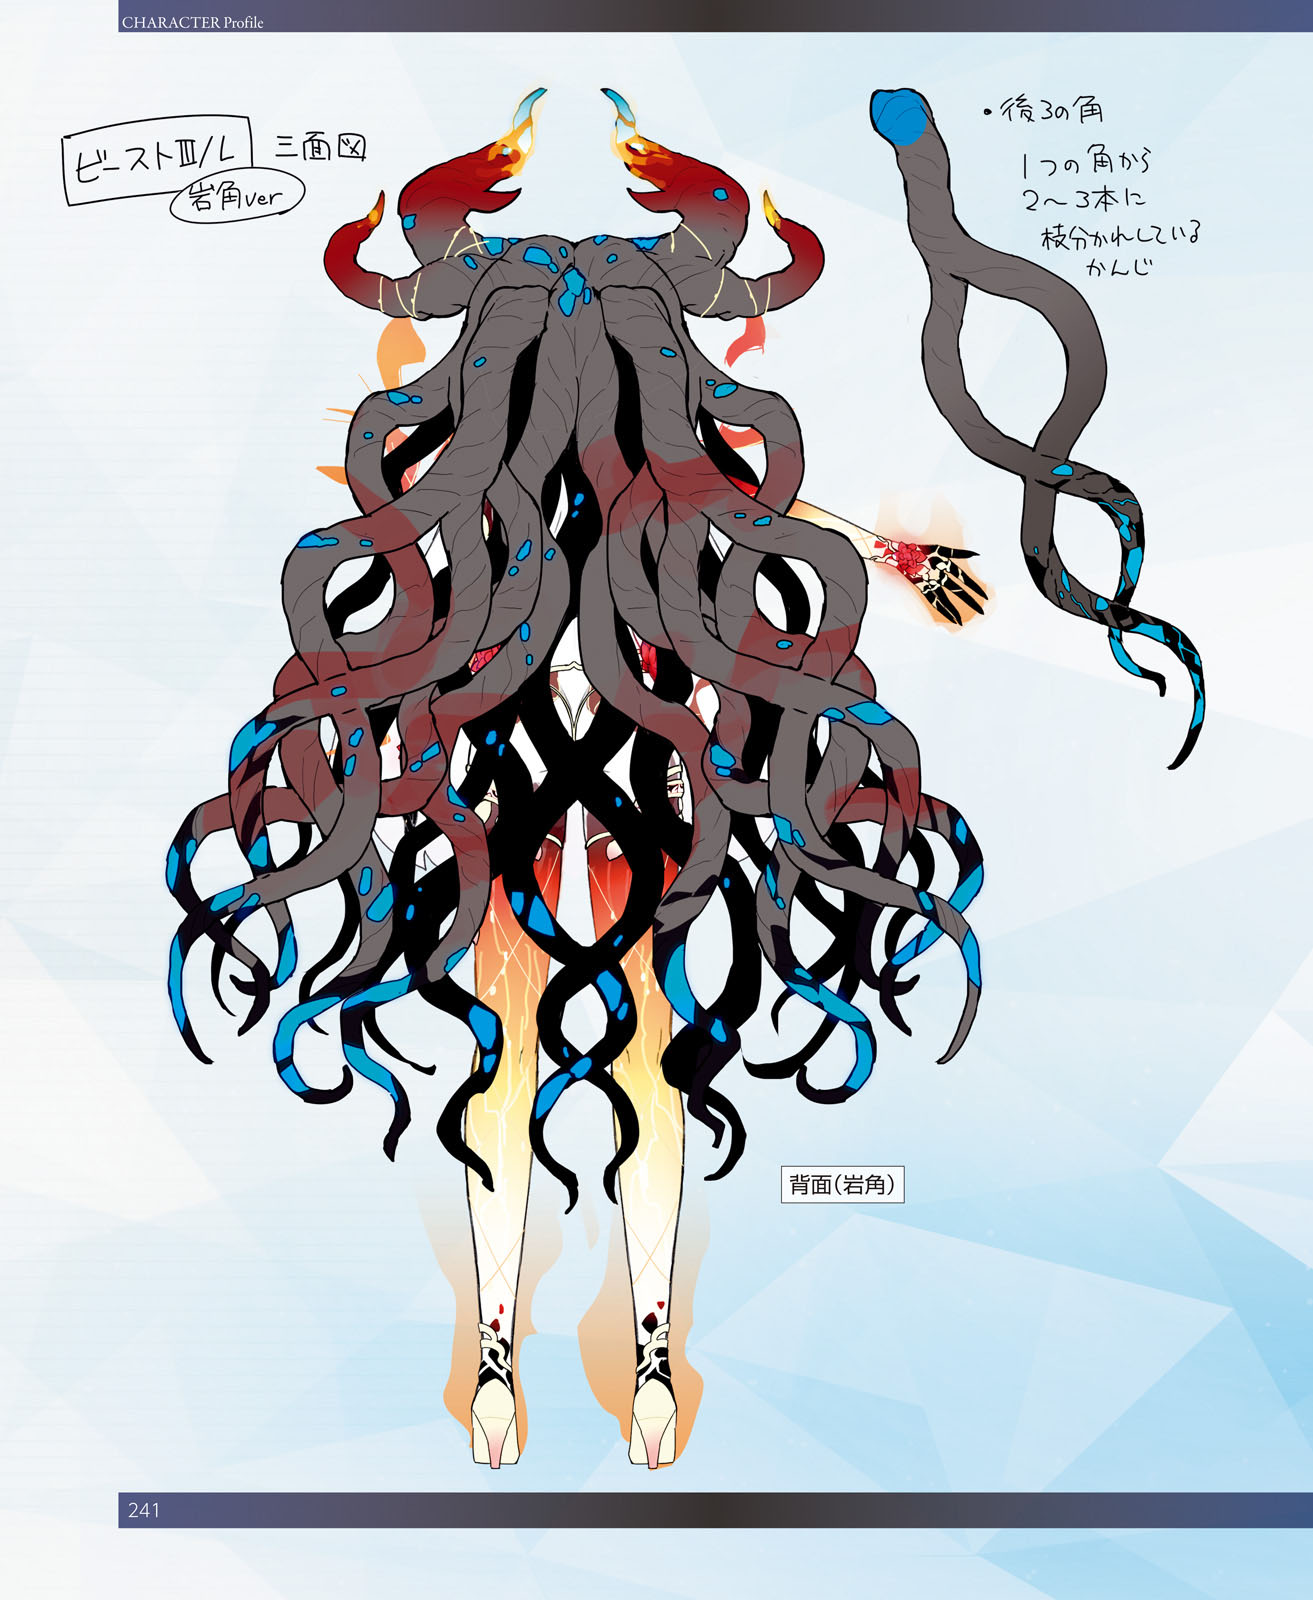 CHARACTER Profile
ビーストⅢ/L 三面図
岩角ver
・後ろの角
1つの角から
2〜3本に
枝分かれしている
かんじ
背面(岩角)
241